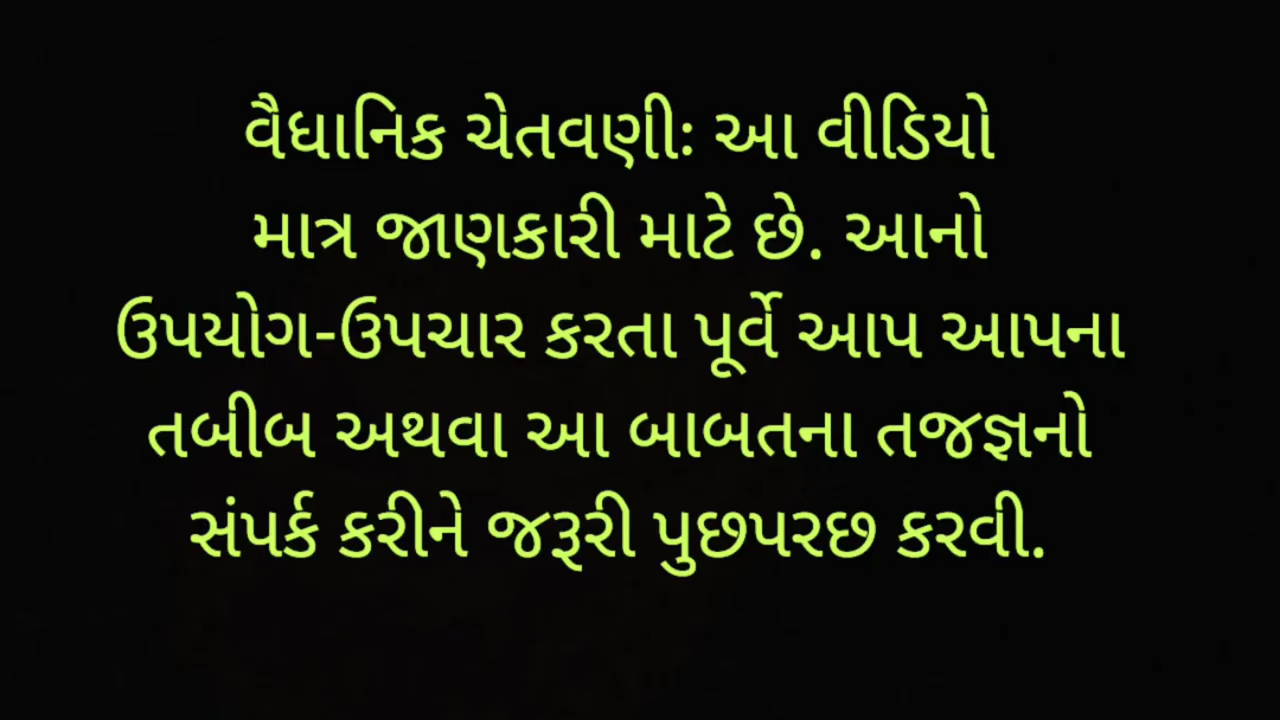 વૈધાનિક ચેતવણીઃ આ વીડિયો
માત્ર જાણકારી માટે છે. આનો
ઉપયોગ-ઉપચાર કરતા પૂર્વે આપ આપના
તબીબ અથવા આ બાબતના તજજ્ઞનો
સંપર્ક કરીને જરૂરી પુછપરછ કરવી.